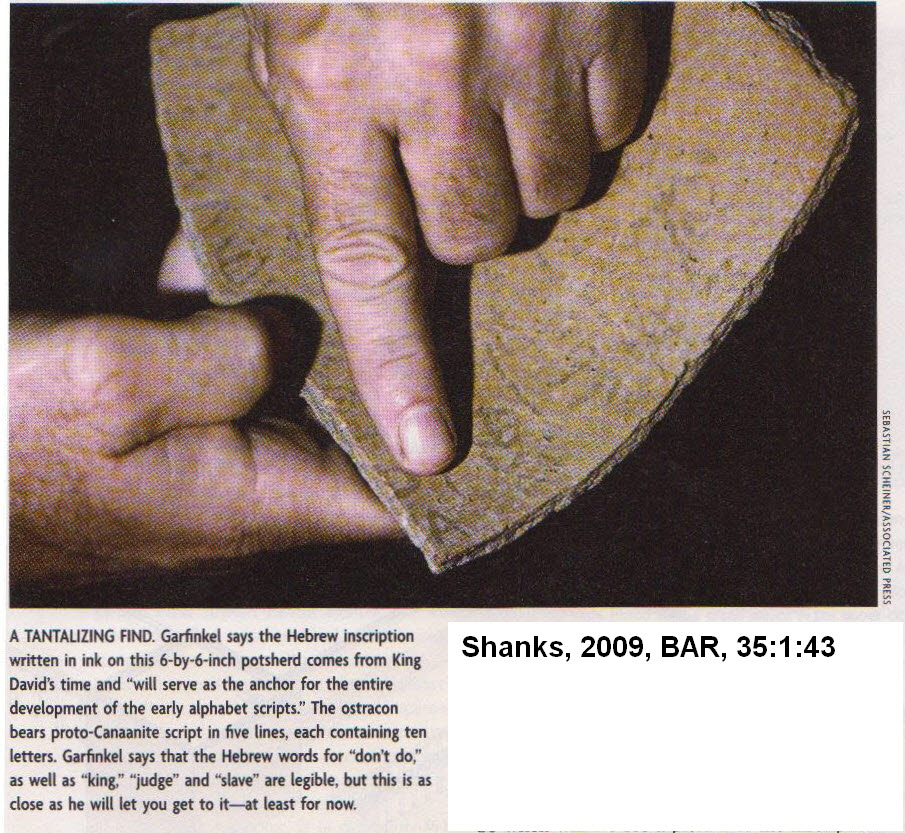 SEBASTIAN SCHEINER/ASSOCIATED PRESS
A TANTALIZING FIND. Garfinkel says the Hebrew inscription
written in ink on this 6-by-6-inch potsherd comes from King
David's time and “will serve as the anchor for the entire
development of the early alphabet scripts.” The ostracon
bears proto-Canaanite script in five lines, each containing ten
letters. Garfinkel says that the Hebrew words for “don't do,”
as well as “king,” “judge” and “slave” are legible, but this is as
close as he will let you get to it—at least for now.
Shanks, 2009, BAR, 35:1:43